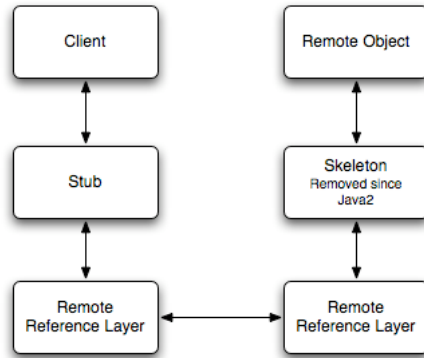 Client
Remote Object
Stub
Skeleton
Removed since
Java2
Remote
Reference Layer
Remote
Reference Layer